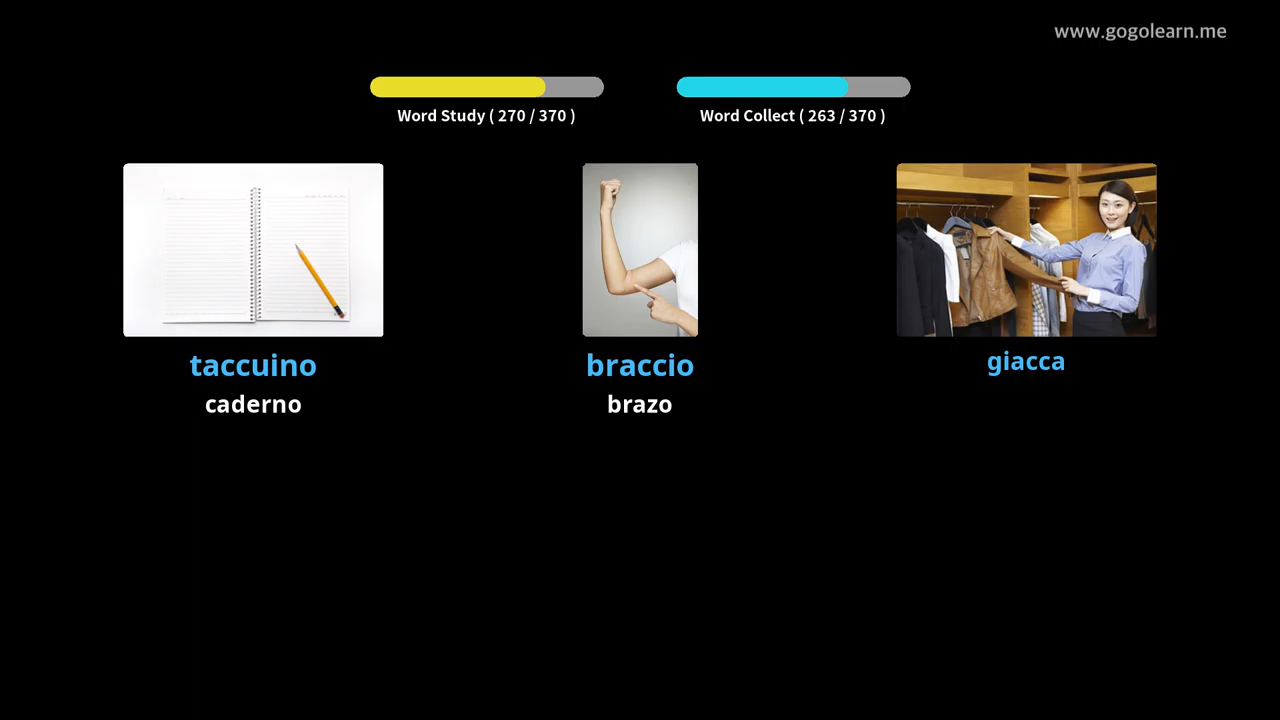 www.gogolearn.me
Word Study ( 270 / 370 )
Word Collect ( 263 / 370 )
taccuino
caderno
braccio
brazo
giacca